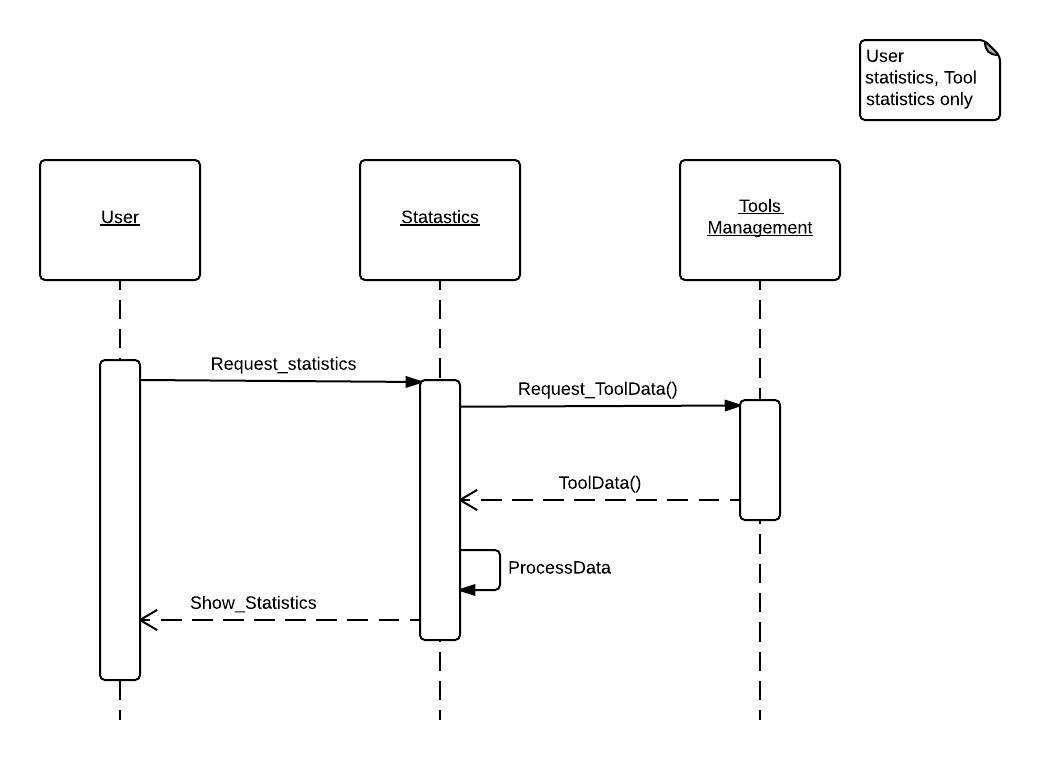 User
statistics, Tool
statistics only
User
Statastics
Tools
Management
Request_statistics
Request_ToolData()
ToolData()
ProcessData
Show_Statistics